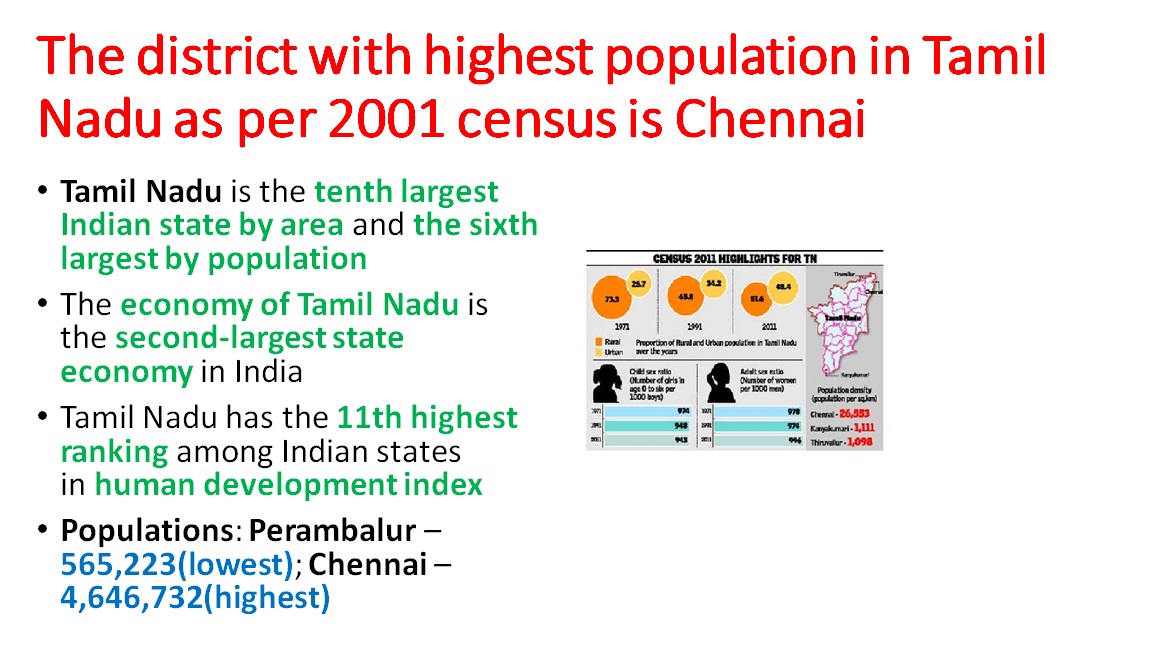 The district with highest population in Tamil
Nadu as per 2001 census is Chennai
• Tamil Nadu is the tenth largest
Indian state by area and the sixth
largest by population
• The economy of Tamil Nadu is
the second-largest state
economy in India
• Tamil Nadu has the 11th highest
ranking among Indian states
in human development index
• Populations: Perambalur –
565,223(lowest); Chennai –
4,646,732(highest)
CENSUS 2011 HIGHLIGHTS FOR TN
73.3 26.7
65.8 34.2
51.6 48.4
1971 1991 2011
Rural
Urban
Proportion of Rural and Urban population in Tamil Nadu
over the years
Child sex ratio
(Number of girls in
age 0 to six per
1000 boys)
1971 974
1991 948
2011 943
Adult sex ratio
(Number of women
per 1000 men)
1971 978
1991 974
2011 996
Thiruvallur
Chennai
Tamil Nadu
Kanyakumari
Population density
(population per sq.km)
Chennai - 26,553
Kanyakumari - 1,111
Thiruvallur - 1,098